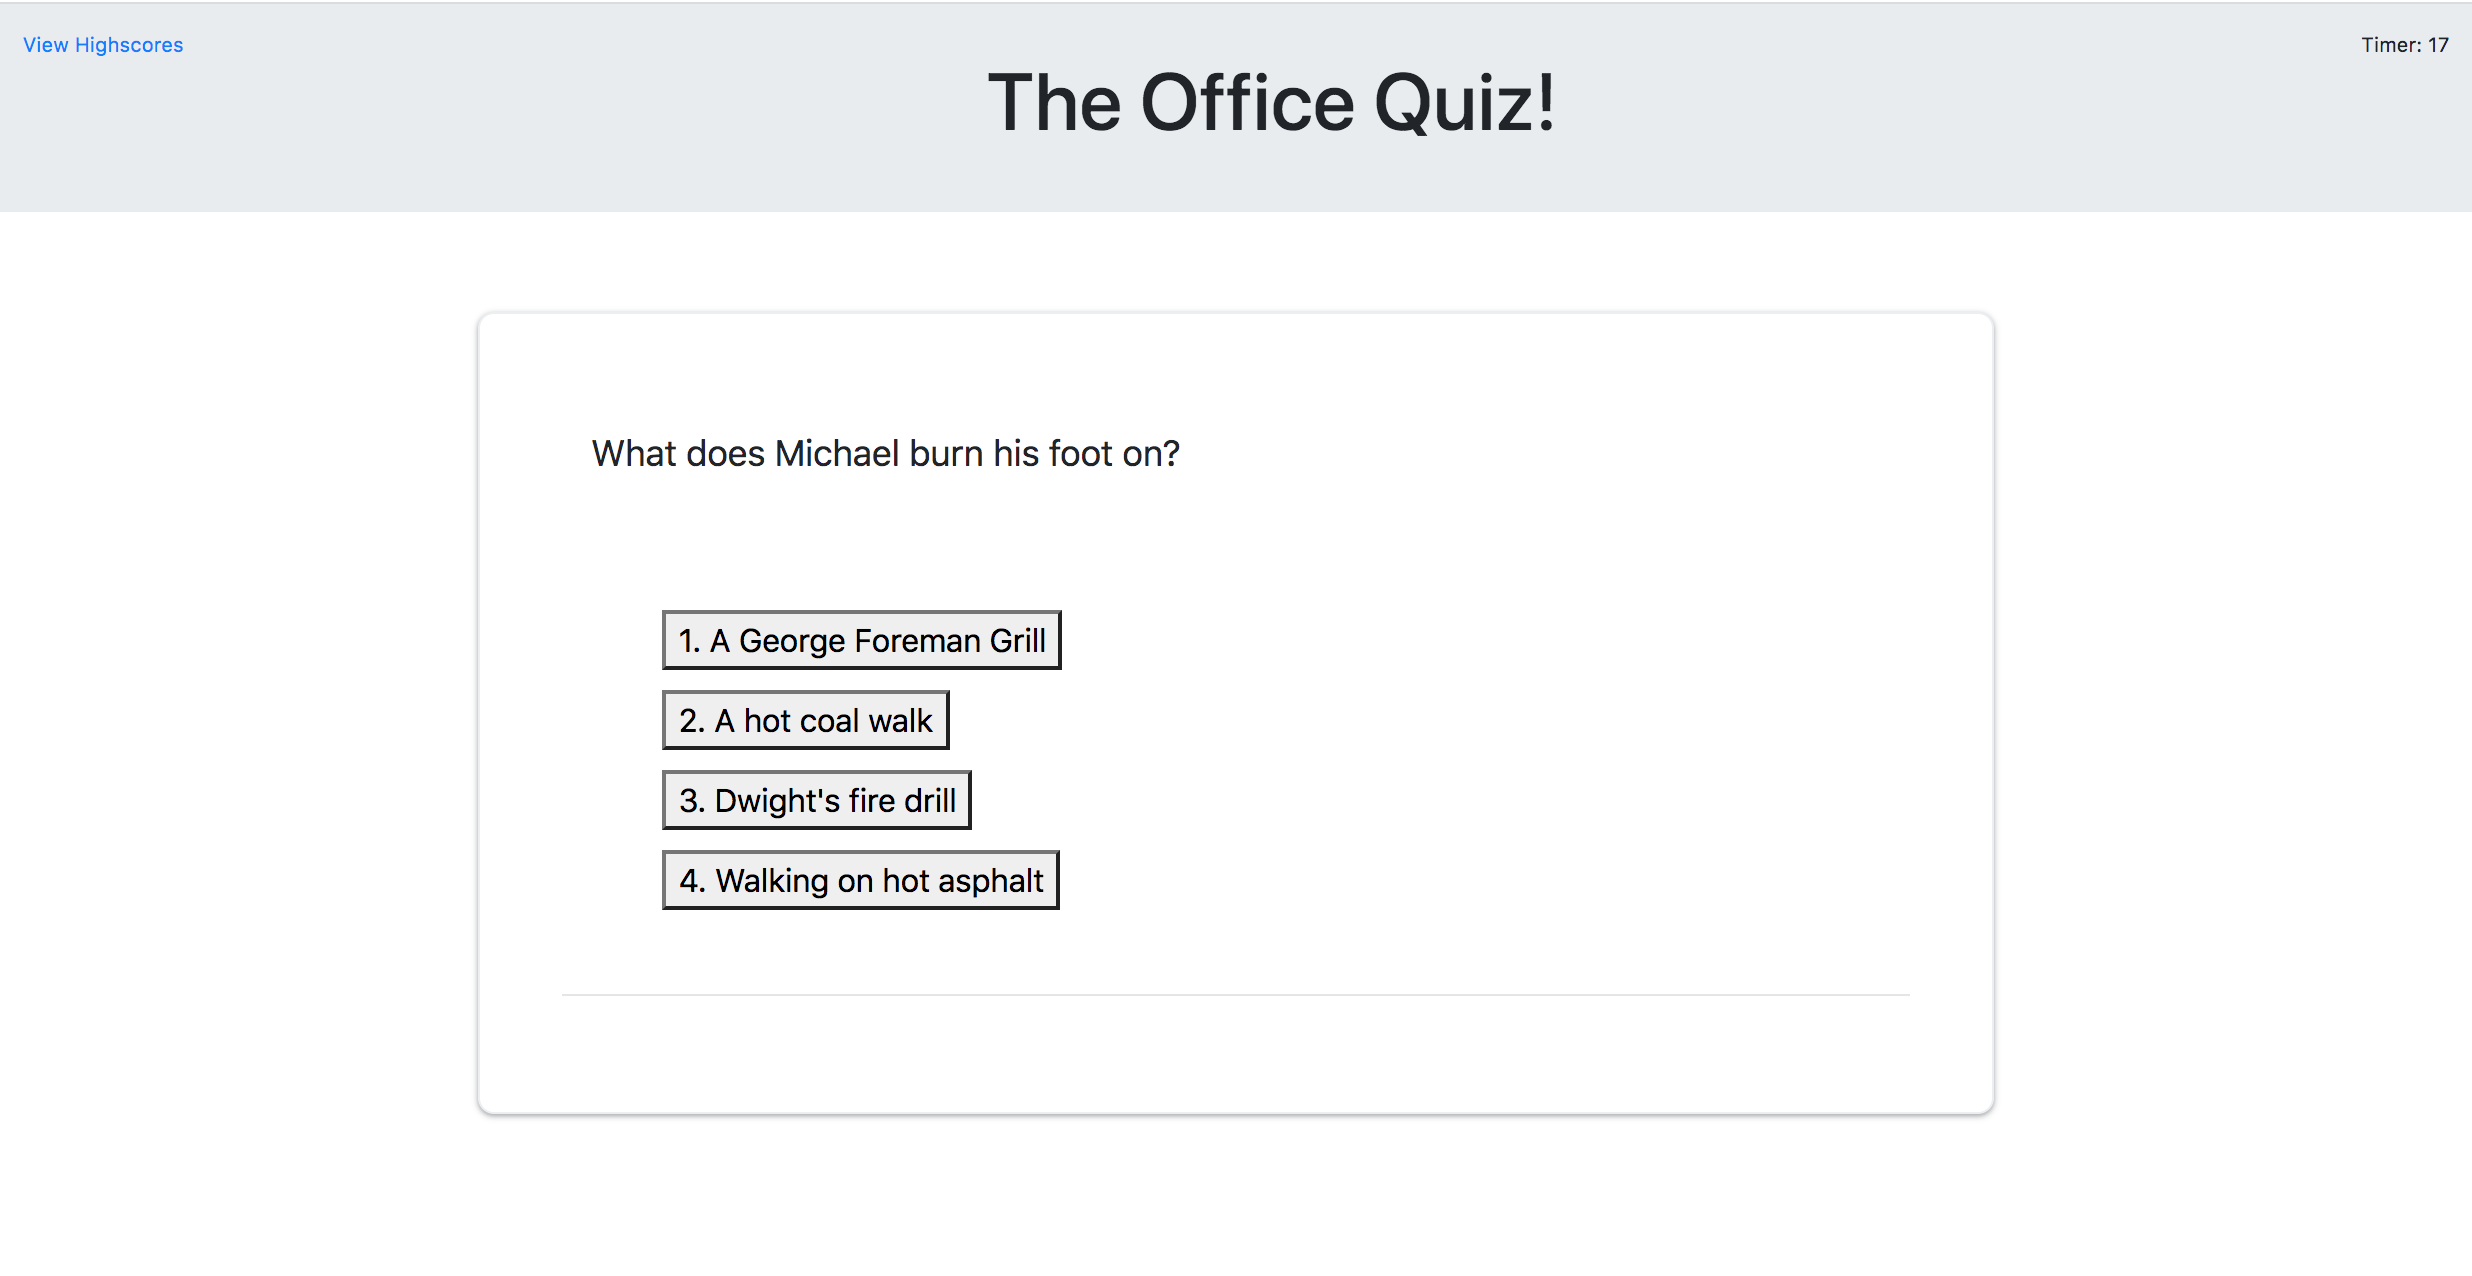 View Highscores
Timer: 17
The Office Quiz!
What does Michael burn his foot on?
1. A George Foreman Grill
2. A hot coal walk
3. Dwight's fire drill
4. Walking on hot asphalt